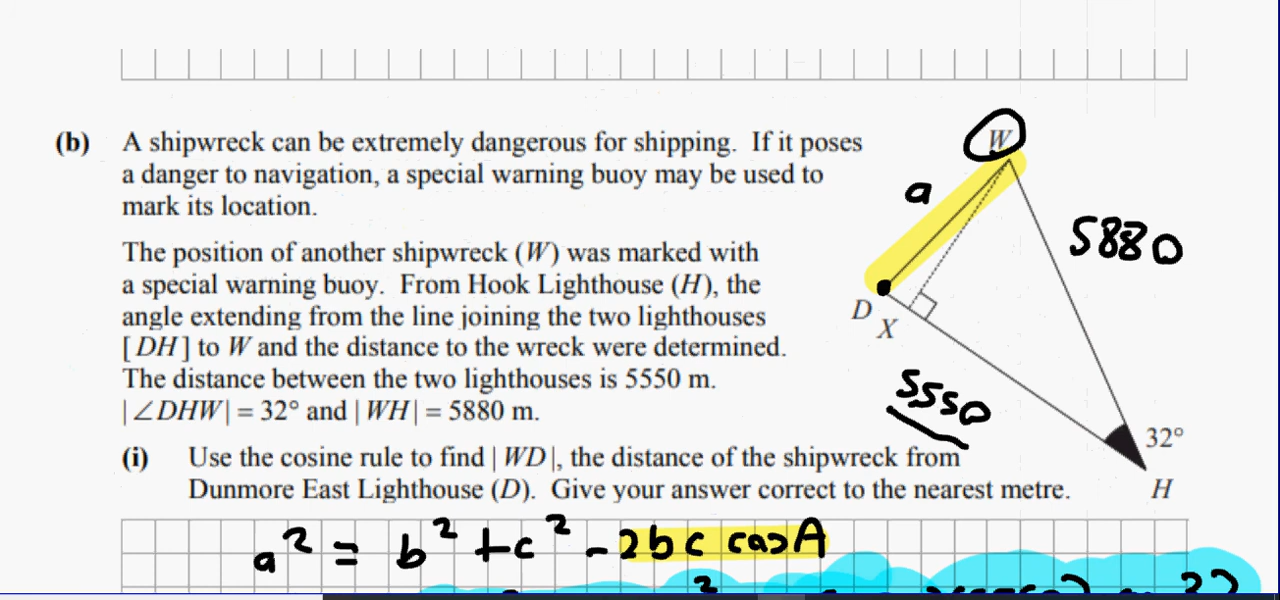 (b) A shipwreck can be extremely dangerous for shipping. If it poses
a danger to navigation, a special warning buoy may be used to
mark its location.
The position of another shipwreck (W) was marked with
a special warning buoy. From Hook Lighthouse (H), the
angle extending from the line joining the two lighthouses
[DH] to W and the distance to the wreck were determined.
The distance between the two lighthouses is 5550 m.
|∠DHW| = 32° and |WH| = 5880 m.
W
a
5880
D
X
5550
32°
H
(i) Use the cosine rule to find |WD|, the distance of the shipwreck from
Dunmore East Lighthouse (D). Give your answer correct to the nearest metre.
a² = b² + c² - 2bc cos A